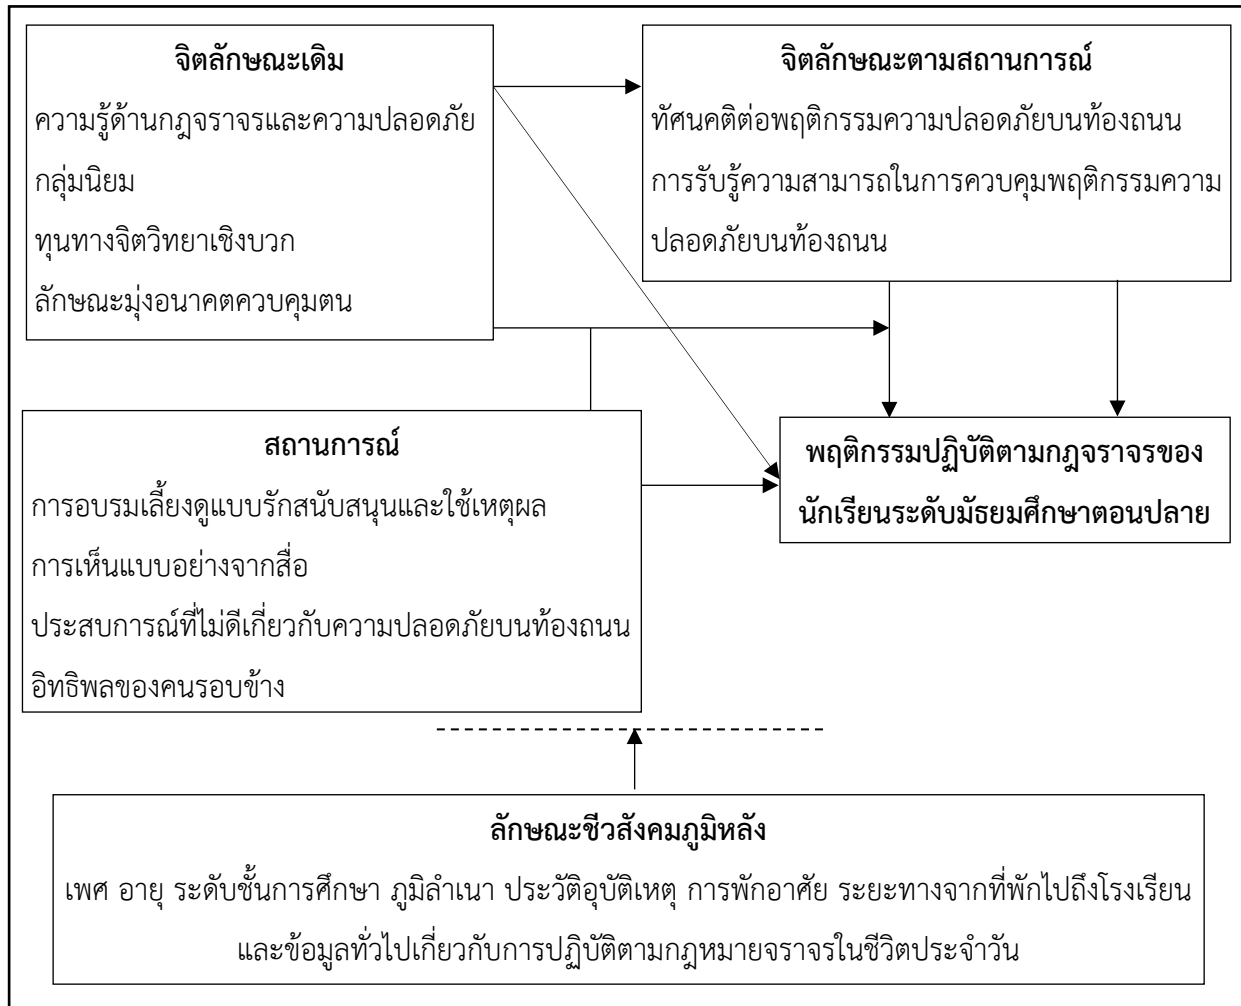 จิตลักษณะเดิม
ความรู้ด้านกฎจราจรและความปลอดภัย
กลุ่มนิยม
ทุนทางจิตวิทยาเชิงบวก
ลักษณะมุ่งอนาคตควบคุมตน
จิตลักษณะตามสถานการณ์
ทัศนคติต่อพฤติกรรมความปลอดภัยบนท้องถนน
การรับรู้ความสามารถในการควบคุมพฤติกรรมความ
ปลอดภัยบนท้องถนน
สถานการณ์
การอบรมเลี้ยงดูแบบรักสนับสนุนและใช้เหตุผล
การเห็นแบบอย่างจากสื่อ
ประสบการณ์ที่ไม่ดีเกี่ยวกับความปลอดภัยบนท้องถนน
อิทธิพลของคนรอบข้าง
พฤติกรรมปฏิบัติตามกฎจราจรของ
นักเรียนระดับมัธยมศึกษาตอนปลาย
ลักษณะชีวสังคมภูมิหลัง
เพศ อายุ ระดับชั้นการศึกษา ภูมิลำเนา ประวัติอุบัติเหตุ การพักอาศัย ระยะทางจากที่พักไปถึงโรงเรียน
และข้อมูลทั่วไปเกี่ยวกับการปฏิบัติตามกฎหมายจราจรในชีวิตประจำวัน